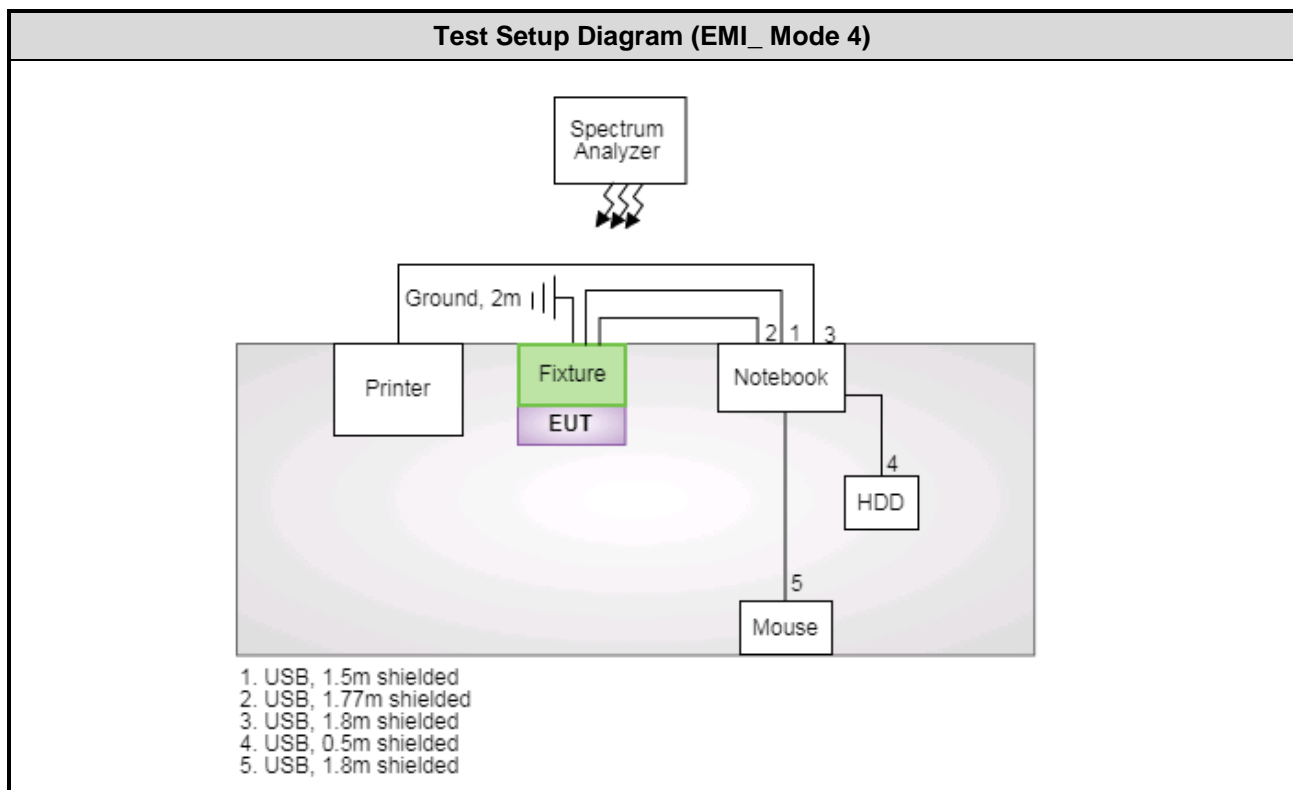 Test Setup Diagram (EMI_ Mode 4)
Spectrum
Analyzer
Ground, 2m
2 1 3
Printer
Fixture
Notebook
EUT
4
HDD
5
Mouse
1. USB, 1.5m shielded
2. USB, 1.77m shielded
3. USB, 1.8m shielded
4. USB, 0.5m shielded
5. USB, 1.8m shielded